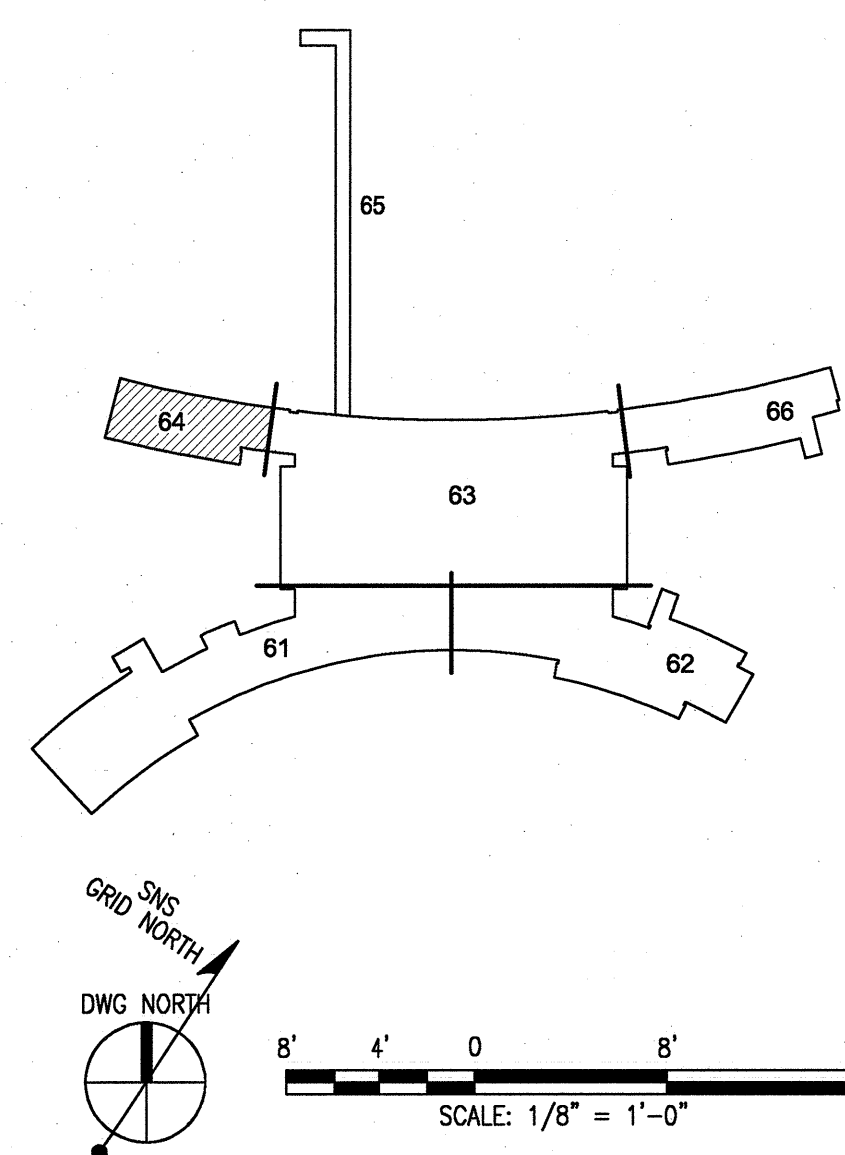 65
64
66
63
61
62
SNS
GRID NORTH
DWG NORTH
8' 4' 0 8'
SCALE: 1/8" = 1'-0"